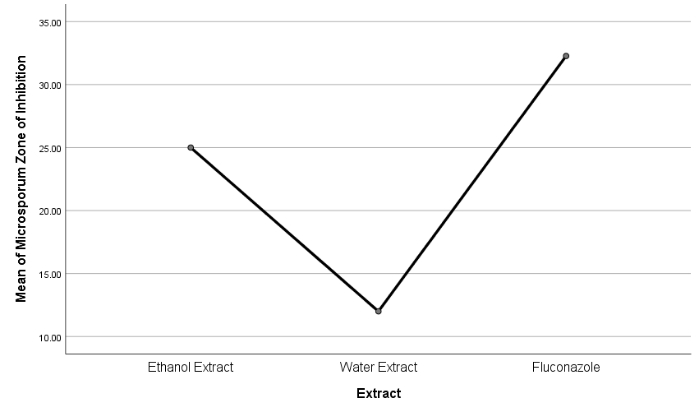 Mean of Microsporum Zone of Inhibition
35.00
30.00
25.00
20.00
15.00
10.00
Ethanol Extract
Water Extract
Fluconazole
Extract